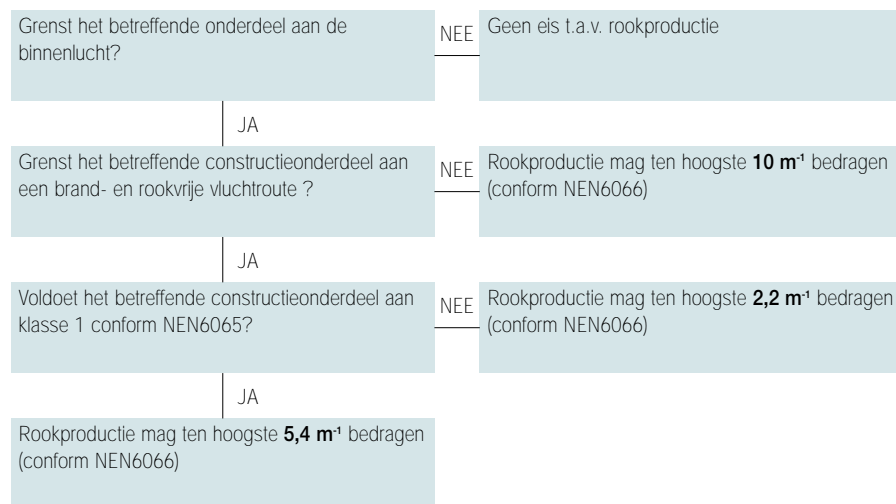 Grenst het betreffende onderdeel aan de
binnenlucht?
NEE
Geen eis t.a.v. rookproductie
JA
Grenst het betreffende constructieonderdeel aan
een brand- en rookvrije vluchtroute ?
NEE
Rookproductie mag ten hoogste 10 m⁻¹ bedragen
(conform NEN6066)
JA
Voldoet het betreffende constructieonderdeel aan
klasse 1 conform NEN6065?
NEE
Rookproductie mag ten hoogste 2,2 m⁻¹ bedragen
(conform NEN6066)
JA
Rookproductie mag ten hoogste 5,4 m⁻¹ bedragen
(conform NEN6066)